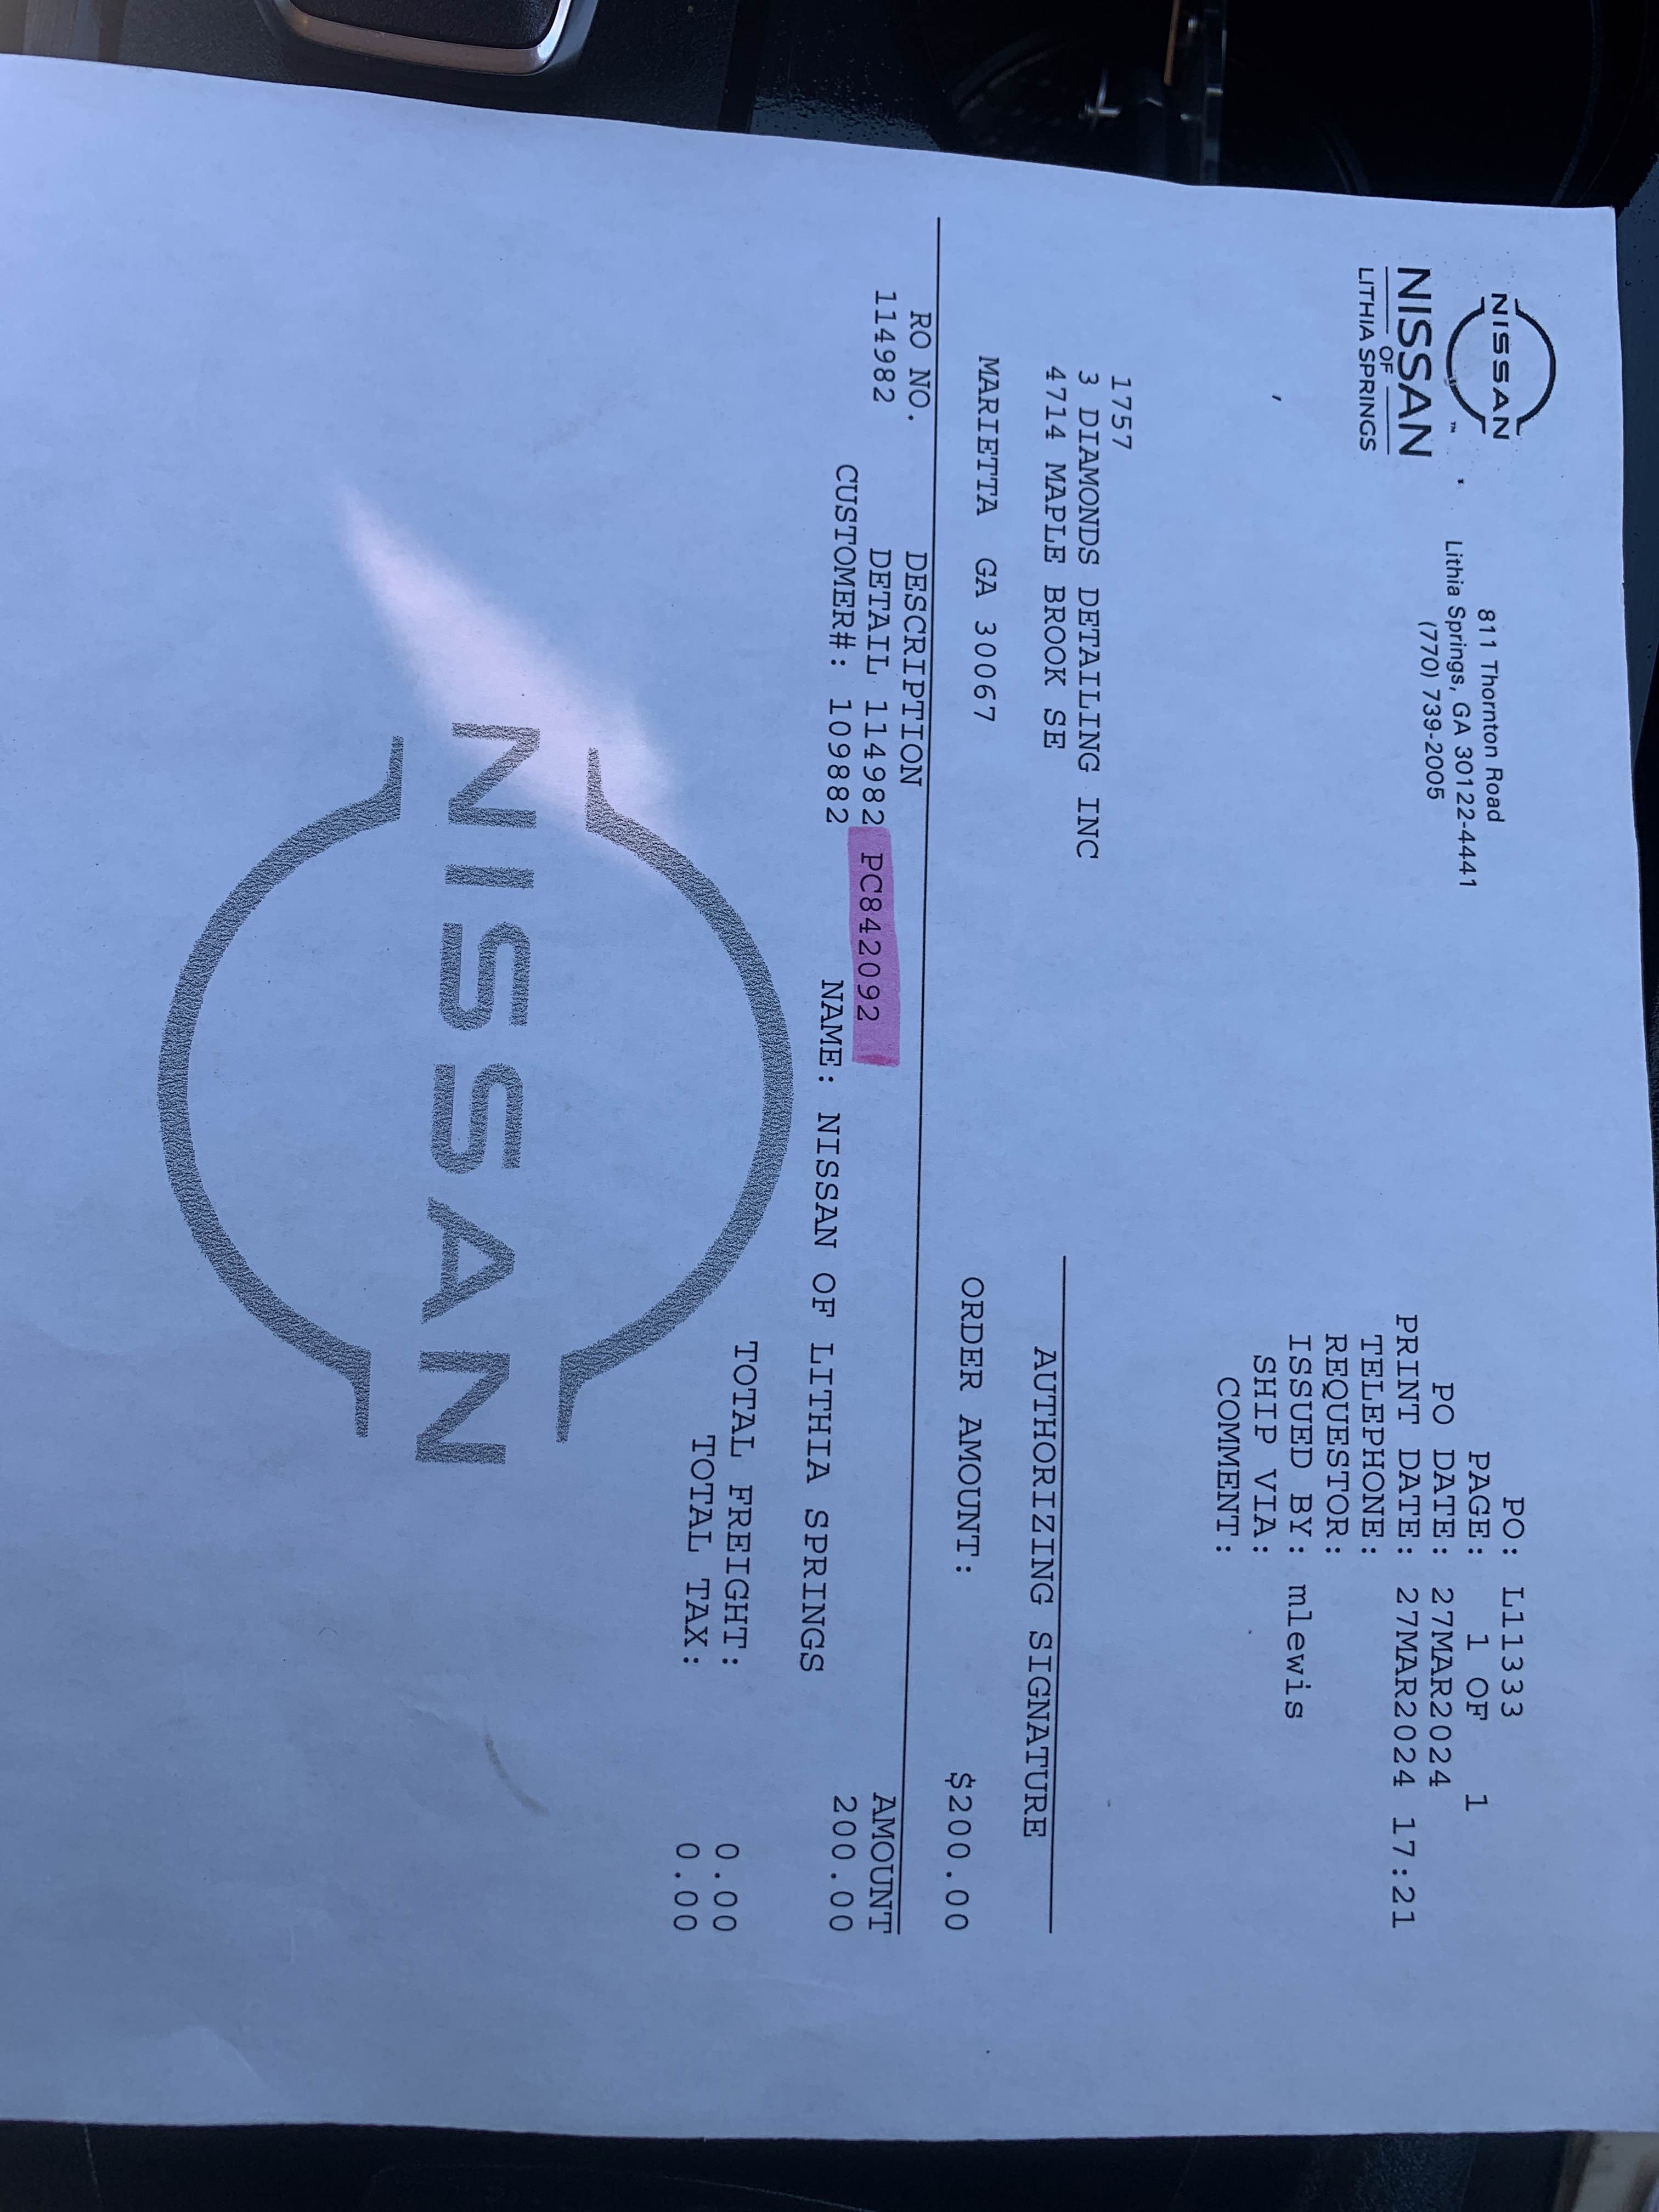 NISSAN
NISSAN
OF
LITHIA SPRINGS
811 Thornton Road
Lithia Springs, GA 30122-4441
(770) 739-2005
PO: L11333
PAGE: 1 OF 1
PO DATE: 27MAR2024
PRINT DATE: 27MAR2024 17:21
TELEPHONE:
REQUESTOR:
ISSUED BY: mlewis
SHIP VIA:
COMMENT:
1757
3 DIAMONDS DETAILING INC
4714 MAPLE BROOK SE
MARIETTA GA 30067
AUTHORIZING SIGNATURE
ORDER AMOUNT: $200.00
RO NO. DESCRIPTION AMOUNT
114982 DETAIL 114982 PC842092 200.00
CUSTOMER#: 109882 NAME: NISSAN OF LITHIA SPRINGS
TOTAL FREIGHT: 0.00
TOTAL TAX: 0.00
NISSAN